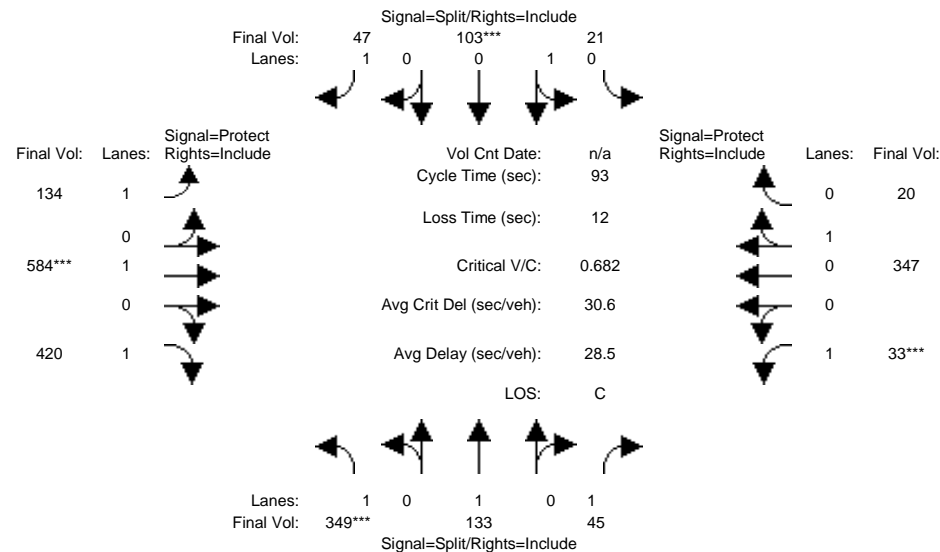 Signal=Split/Rights=Include
Final Vol: 47 103*** 21
Lanes: 1 0 0 1 0
Signal=Protect
Final Vol: Lanes: Rights=Include
Vol Cnt Date: n/a
Signal=Protect
Rights=Include Lanes: Final Vol:
Cycle Time (sec): 93
134 1
0 20
Loss Time (sec): 12
0
1
584*** 1
Critical V/C: 0.682
0 347
0
Avg Crit Del (sec/veh): 30.6
0
420 1
Avg Delay (sec/veh): 28.5
1 33***
LOS: C
Lanes: 1 0 1 0 1
Final Vol: 349*** 133 45
Signal=Split/Rights=Include